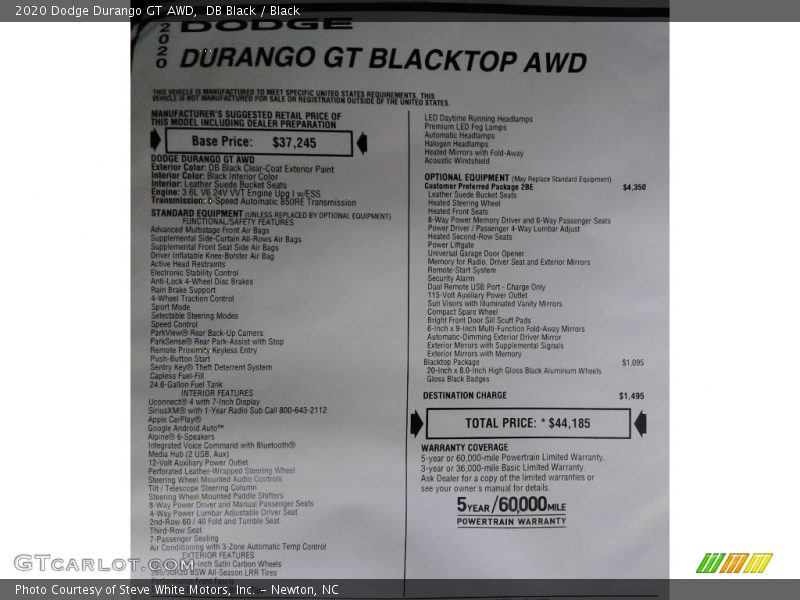 2020 Dodge Durango GT AWD, DB Black / Black
2020
DODGE
DURANGO GT BLACKTOP AWD
THIS VEHICLE IS MANUFACTURED TO MEET SPECIFIC UNITED STATES REQUIREMENTS. THIS
VEHICLE IS NOT MANUFACTURED FOR SALE OR REGISTRATION OUTSIDE OF THE UNITED STATES.
MANUFACTURER'S SUGGESTED RETAIL PRICE OF
THIS MODEL INCLUDING DEALER PREPARATION
Base Price: $37,245
DODGE DURANGO GT AWD
Exterior Color: DB Black Clear-Coat Exterior Paint
Interior Color: Black Interior Color
Interior: Leather Suede Bucket Seats
Engine: 3.6L V6 24V VVT Engine Upg I w/ESS
Transmission: 8-Speed Automatic 850RE Transmission
STANDARD EQUIPMENT (UNLESS REPLACED BY OPTIONAL EQUIPMENT)
FUNCTIONAL/SAFETY FEATURES
Advanced Multistage Front Air Bags
Supplemental Side-Curtain All-Rows Air Bags
Supplemental Front Seat Side Air Bags
Driver Inflatable Knee-Bolster Air Bag
Active Head Restraints
Electronic Stability Control
Anti-Lock 4-Wheel Disc Brakes
Rain Brake Support
4-Wheel Traction Control
Sport Mode
Selectable Steering Modes
Speed Control
ParkView® Rear Back-Up Camera
ParkSense® Rear Park-Assist with Stop
Remote Proximity Keyless Entry
Push-Button Start
Sentry Key® Theft Deterrent System
Capless Fuel-Fill
24.6-Gallon Fuel Tank
INTERIOR FEATURES
Uconnect® 4 with 7-Inch Display
SiriusXM® with 1-Year Radio Sub Call 800-643-2112
Apple CarPlay®
Google Android Auto™
Alpine® 6-Speakers
Integrated Voice Command with Bluetooth®
Media Hub (2 USB, Aux)
12-Volt Auxiliary Power Outlet
Perforated Leather-Wrapped Steering Wheel
Steering Wheel Mounted Audio Controls
Tilt / Telescope Steering Column
Steering Wheel Mounted Paddle Shifters
8-Way Power Driver and Manual Passenger Seats
4-Way Power Lumbar Adjustable Driver Seat
2nd-Row 60 / 40 Fold and Tumble Seat
Third-Row Seat
7-Passenger Seating
Air Conditioning with 3-Zone Automatic Temp Control
EXTERIOR FEATURES
-Inch Satin Carbon Wheels
265/50R20 BSW All-Season LRR Tires
LED Daytime Running Headlamps
Premium LED Fog Lamps
Automatic Headlamps
Halogen Headlamps
Heated Mirrors with Fold-Away
Acoustic Windshield
OPTIONAL EQUIPMENT (May Replace Standard Equipment)
Customer Preferred Package 2BE $4,350
Leather Suede Bucket Seats
Heated Steering Wheel
Heated Front Seats
8-Way Power Memory Driver and 6-Way Passenger Seats
Power Driver / Passenger 4-Way Lumbar Adjust
Heated Second-Row Seats
Power Liftgate
Universal Garage Door Opener
Memory for Radio, Driver Seat and Exterior Mirrors
Remote-Start System
Security Alarm
Dual Remote USB Port - Charge Only
115-Volt Auxiliary Power Outlet
Sun Visors with Illuminated Vanity Mirrors
Compact Spare Wheel
Bright Front Door Sill Scuff Pads
6-Inch x 9-Inch Multi-Function Fold-Away Mirrors
Automatic-Dimming Exterior Driver Mirror
Exterior Mirrors with Supplemental Signals
Exterior Mirrors with Memory
Blacktop Package $1,095
20-Inch x 8.0-Inch High Gloss Black Aluminum Wheels
Gloss Black Badges
DESTINATION CHARGE $1,495
TOTAL PRICE: * $44,185
WARRANTY COVERAGE
5-year or 60,000-mile Powertrain Limited Warranty.
3-year or 36,000-mile Basic Limited Warranty.
Ask Dealer for a copy of the limited warranties or
see your owner's manual for details.
5YEAR/60,000MILE
POWERTRAIN WARRANTY
GTcarlot.com
Photo Courtesy of Steve White Motors, Inc. - Newton, NC